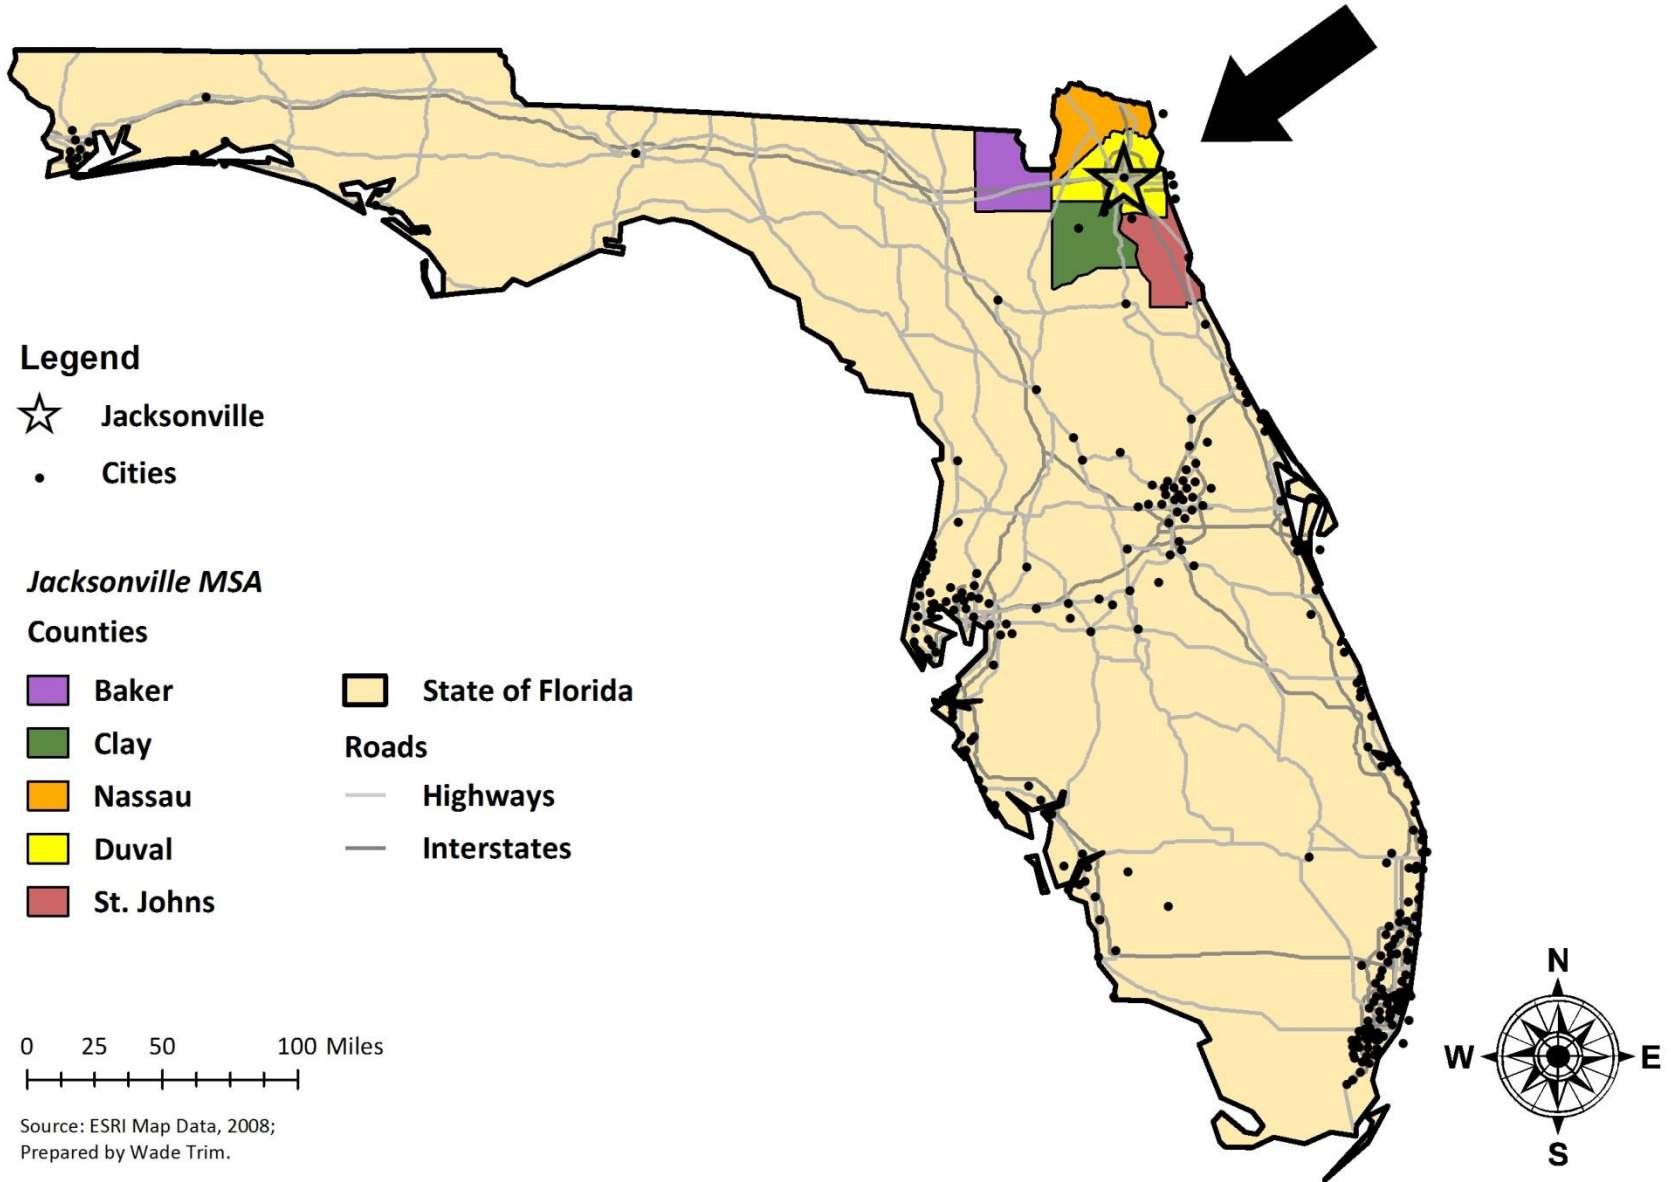 Legend
Jacksonville
Cities
Jacksonville MSA
Counties
Baker
Clay
Nassau
Duval
St. Johns
State of Florida
Roads
Highways
Interstates
0 25 50 100 Miles
Source: ESRI Map Data, 2008;
Prepared by Wade Trim.
N
W E
S